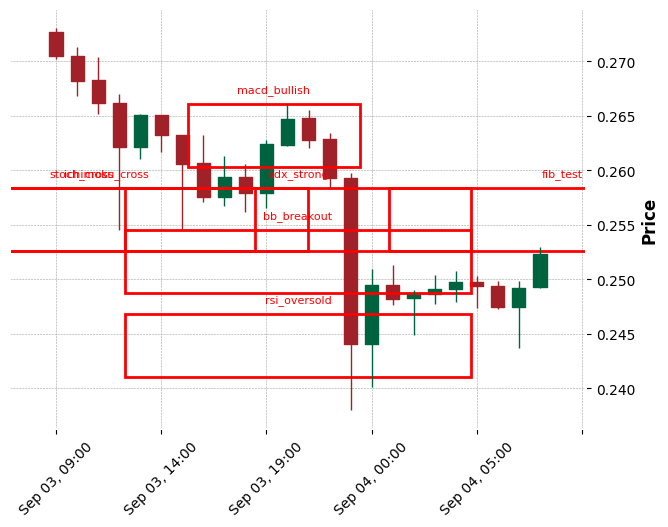 macd_bullish
ichimoku_cross
adx_strong
fib_test
bb_breakout
rsi_oversold
0.270
0.265
0.260
0.255
0.250
0.245
0.240
Price
Sep 03, 09:00
Sep 03, 14:00
Sep 03, 19:00
Sep 04, 00:00
Sep 04, 05:00